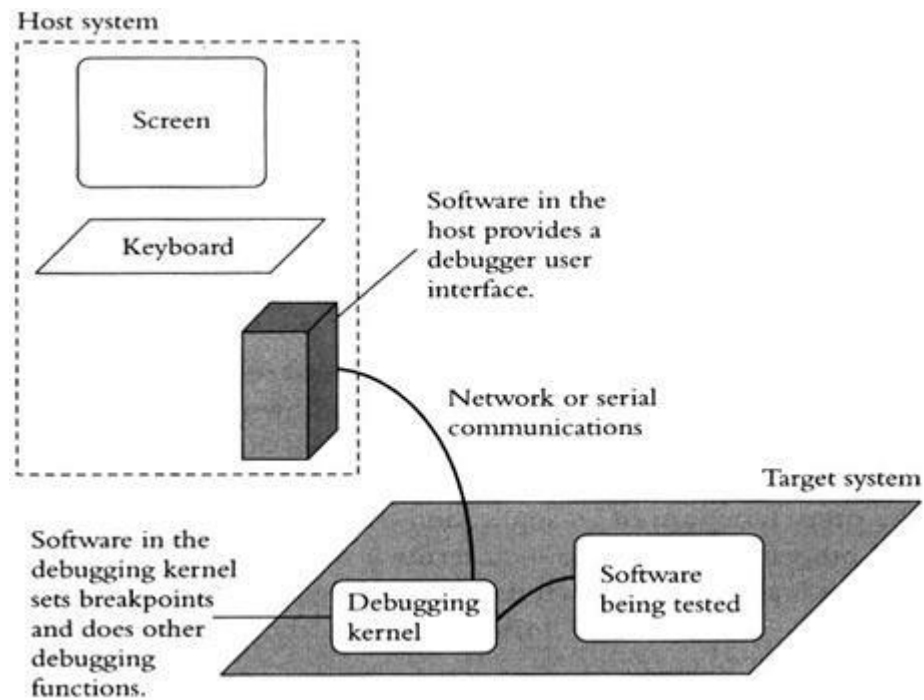 Host system
Screen
Keyboard
Software in the
host provides a
debugger user
interface.
Network or serial
communications
Target system
Software in the
debugging kernel
sets breakpoints
and does other
debugging
functions.
Debugging
kernel
Software
being tested